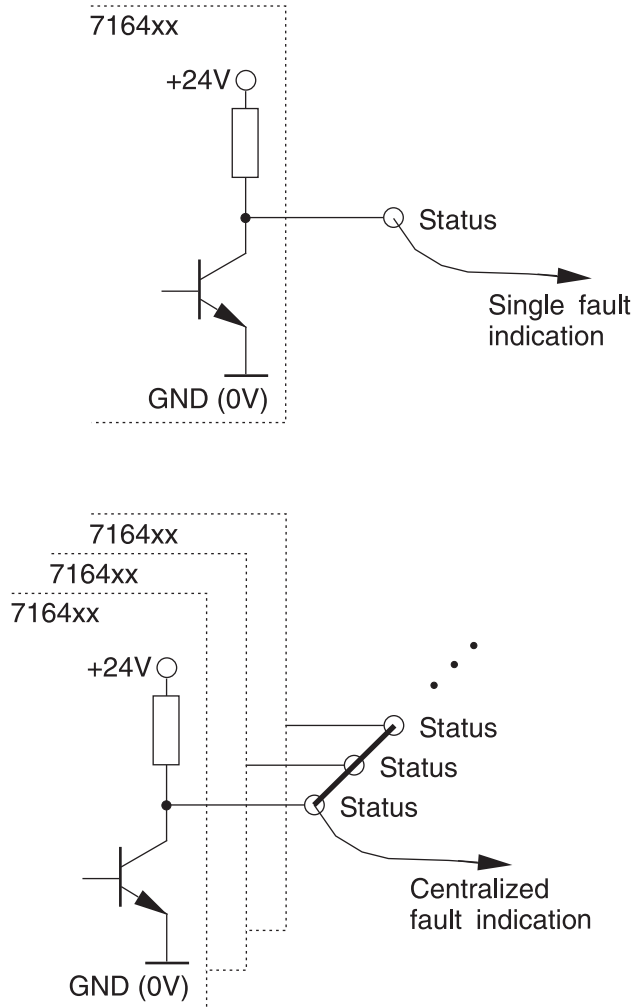 7164xx
+24V
Status
Single fault
indication
GND (0V)
7164xx
7164xx
7164xx
+24V
Status
Status
Status
Centralized
fault indication
GND (0V)